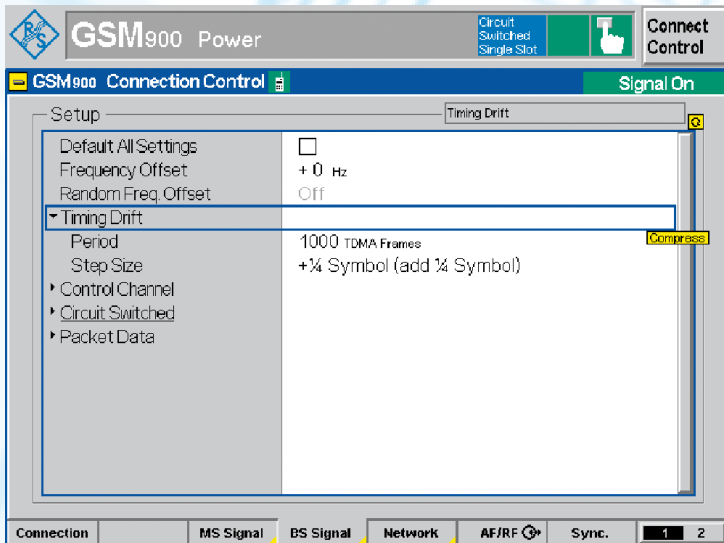 R&S
GSM900 Power
Circuit Switched Single Slot
Connect Control
GSM900 Connection Control
Signal On
Setup
Timing Drift
Default All Settings
Frequency Offset + 0 Hz
Random Freq. Offset Off
Timing Drift
Compress
Period 1000 TDMA Frames
Step Size +¼ Symbol (add ¼ Symbol)
Control Channel
Circuit Switched
Packet Data
Connection MS Signal BS Signal Network AF/RF Sync. 1 2